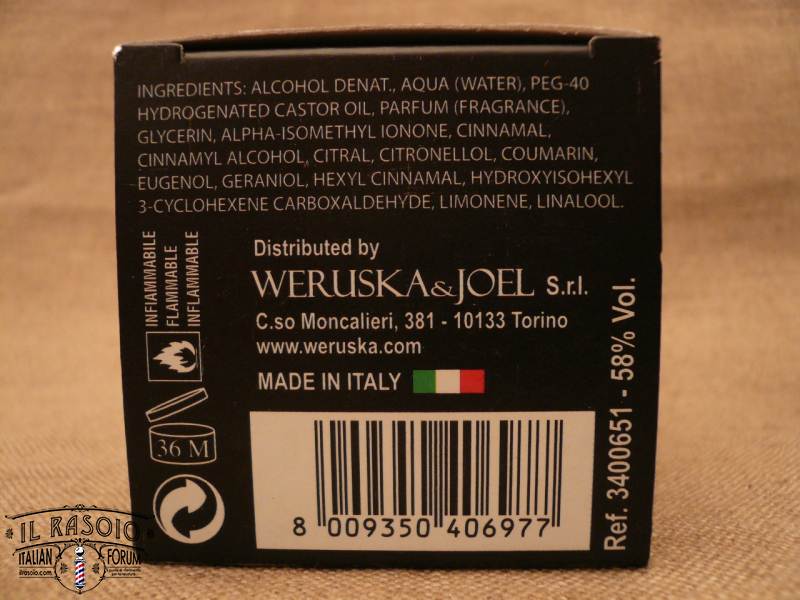 INGREDIENTS: ALCOHOL DENAT., AQUA (WATER), PEG-40
HYDROGENATED CASTOR OIL, PARFUM (FRAGRANCE),
GLYCERIN, ALPHA-ISOMETHYL IONONE, CINNAMAL,
CINNAMYL ALCOHOL, CITRAL, CITRONELLOL, COUMARIN,
EUGENOL, GERANIOL, HEXYL CINNAMAL, HYDROXYISOHEXYL
3-CYCLOHEXENE CARBOXALDEHYDE, LIMONENE, LINALOOL.
INFIAMMABILE
FLAMMABLE
INFLAMMABLE
Distributed by
WERUSKA&JOEL S.r.l.
C.so Moncalieri, 381 - 10133 Torino
www.weruska.com
MADE IN ITALY
36 M
8 009350 406977
Ref. 3400651 - 58% Vol.
IL RASOIO
ITALIAN FORUM
ilrasoio.com